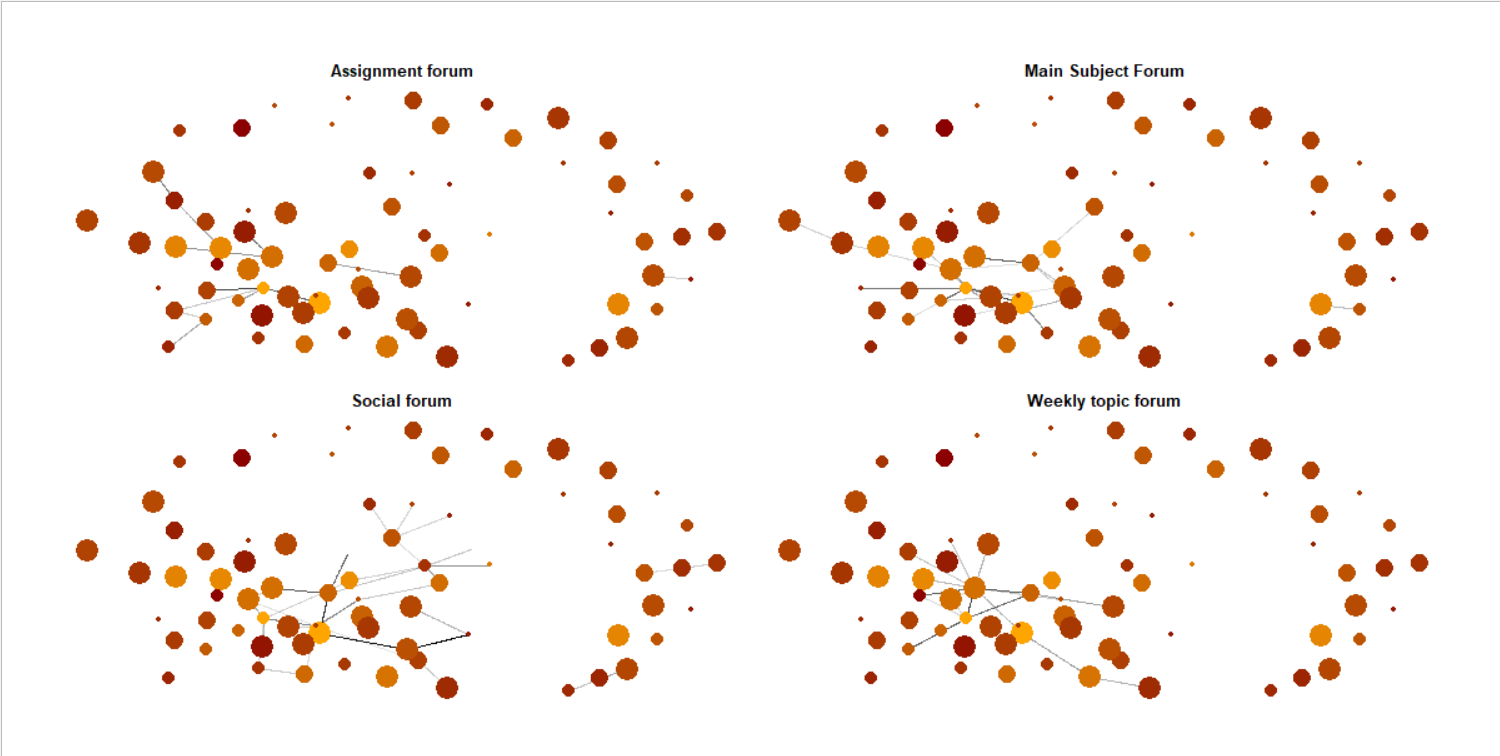 Assignment forum
Main Subject Forum
Social forum
Weekly topic forum